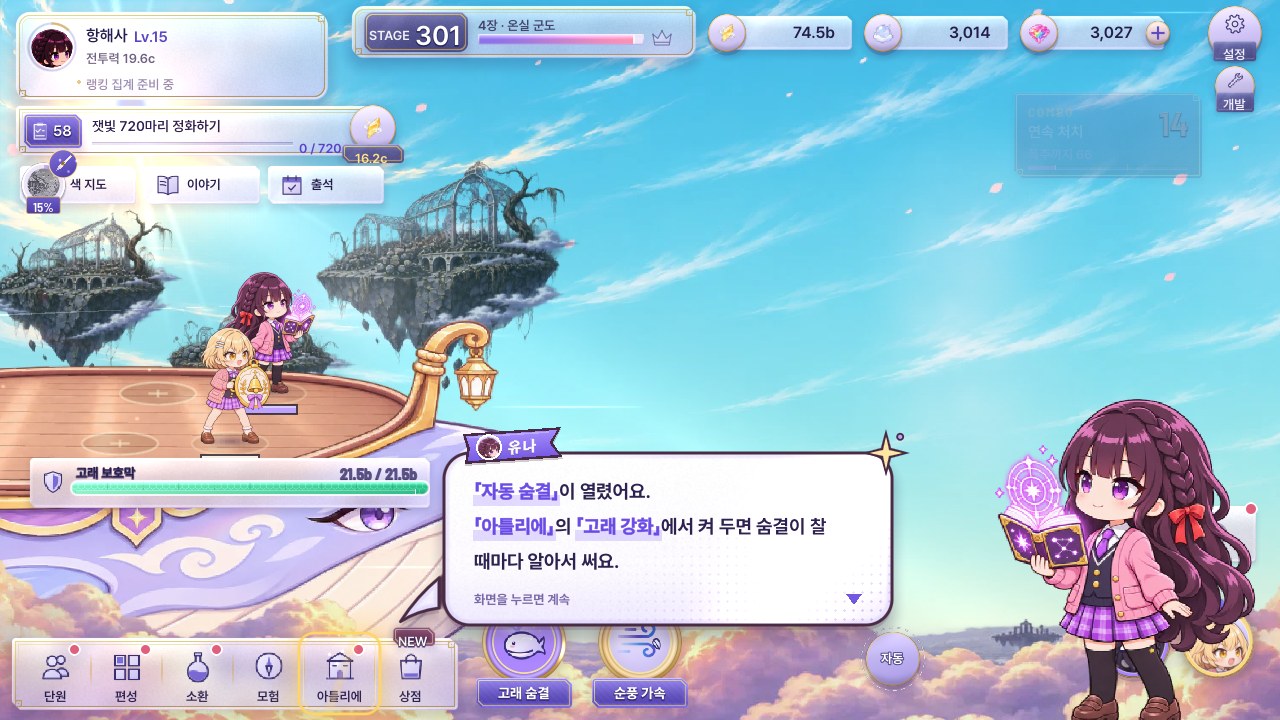 항해사 Lv.15
전투력 19.6c
랭킹 집계 준비 중
STAGE 301
4장 · 온실 군도
74.5b
3,014
3,027
설정
개발
58
잿빛 720마리 정화하기
0 / 720
16.2c
색 지도
15%
이야기
출석
COMBO
연속 처치
14
고래 보호막
21.5b / 21.5b
유나
『자동 숨결』이 열렸어요.
『아틀리에』의 『고래 강화』에서 켜 두면 숨결이 찰
때마다 알아서 써요.
화면을 누르면 계속
단원
편성
소환
모험
아틀리에
NEW
상점
고래 숨결
순풍 가속
자동